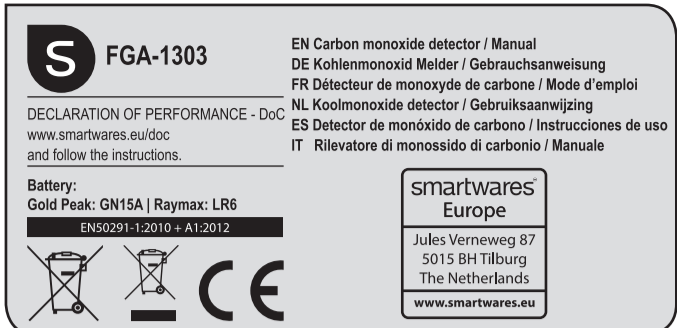 S
FGA-1303
DECLARATION OF PERFORMANCE - DoC
www.smartwares.eu/doc
and follow the instructions.
Battery:
Gold Peak: GN15A | Raymax: LR6
EN50291-1:2010 + A1:2012
CE
EN Carbon monoxide detector / Manual
DE Kohlenmonoxid Melder / Gebrauchsanweisung
FR Détecteur de monoxyde de carbone / Mode d'emploi
NL Koolmonoxide detector / Gebruiksaanwijzing
ES Detector de monóxido de carbono / Instrucciones de uso
IT Rilevatore di monossido di carbonio / Manuale
smartwares®
Europe
Jules Verneweg 87
5015 BH Tilburg
The Netherlands
www.smartwares.eu